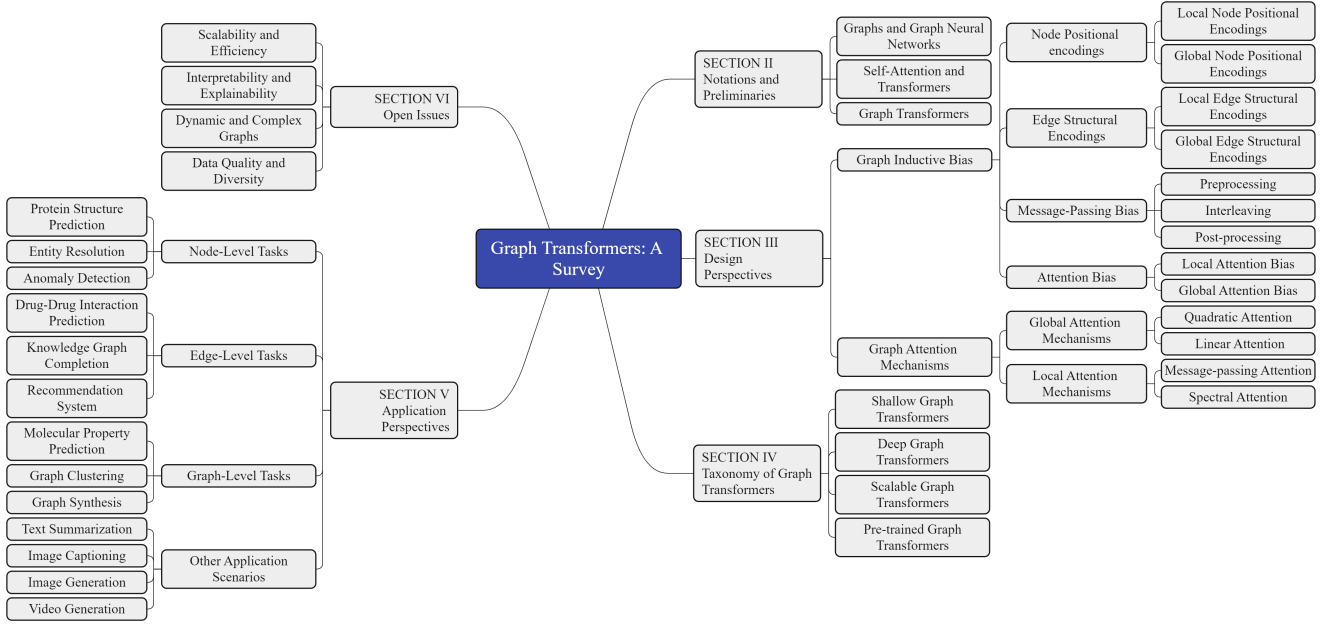 Graph Transformers: A
Survey
SECTION II
Notations and
Preliminaries
Graphs and Graph Neural
Networks
Self-Attention and
Transformers
Graph Transformers
SECTION III
Design
Perspectives
Graph Inductive Bias
Node Positional
encodings
Local Node Positional
Encodings
Global Node Positional
Encodings
Edge Structural
Encodings
Local Edge Structural
Encodings
Global Edge Structural
Encodings
Message-Passing Bias
Preprocessing
Interleaving
Post-processing
Attention Bias
Local Attention Bias
Global Attention Bias
Graph Attention
Mechanisms
Global Attention
Mechanisms
Quadratic Attention
Linear Attention
Local Attention
Mechanisms
Message-passing Attention
Spectral Attention
SECTION IV
Taxonomy of Graph
Transformers
Shallow Graph
Transformers
Deep Graph
Transformers
Scalable Graph
Transformers
Pre-trained Graph
Transformers
SECTION V
Application
Perspectives
Node-Level Tasks
Protein Structure
Prediction
Entity Resolution
Anomaly Detection
Edge-Level Tasks
Drug-Drug Interaction
Prediction
Knowledge Graph
Completion
Recommendation
System
Graph-Level Tasks
Molecular Property
Prediction
Graph Clustering
Graph Synthesis
Other Application
Scenarios
Text Summarization
Image Captioning
Image Generation
Video Generation
SECTION VI
Open Issues
Scalability and
Efficiency
Interpretability and
Explainability
Dynamic and Complex
Graphs
Data Quality and
Diversity